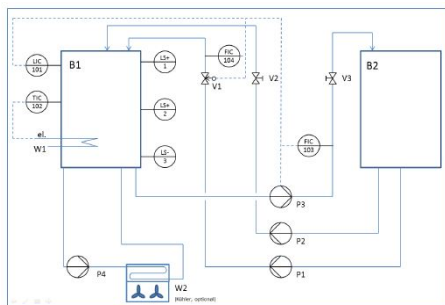 LIC
101
TIC
102
el.
W1
B1
LS+
1
LS+
2
LS-
3
FIC
104
V1
V2
V3
B2
FIC
103
P3
P2
P1
P4
W2
(Kühler, optional)